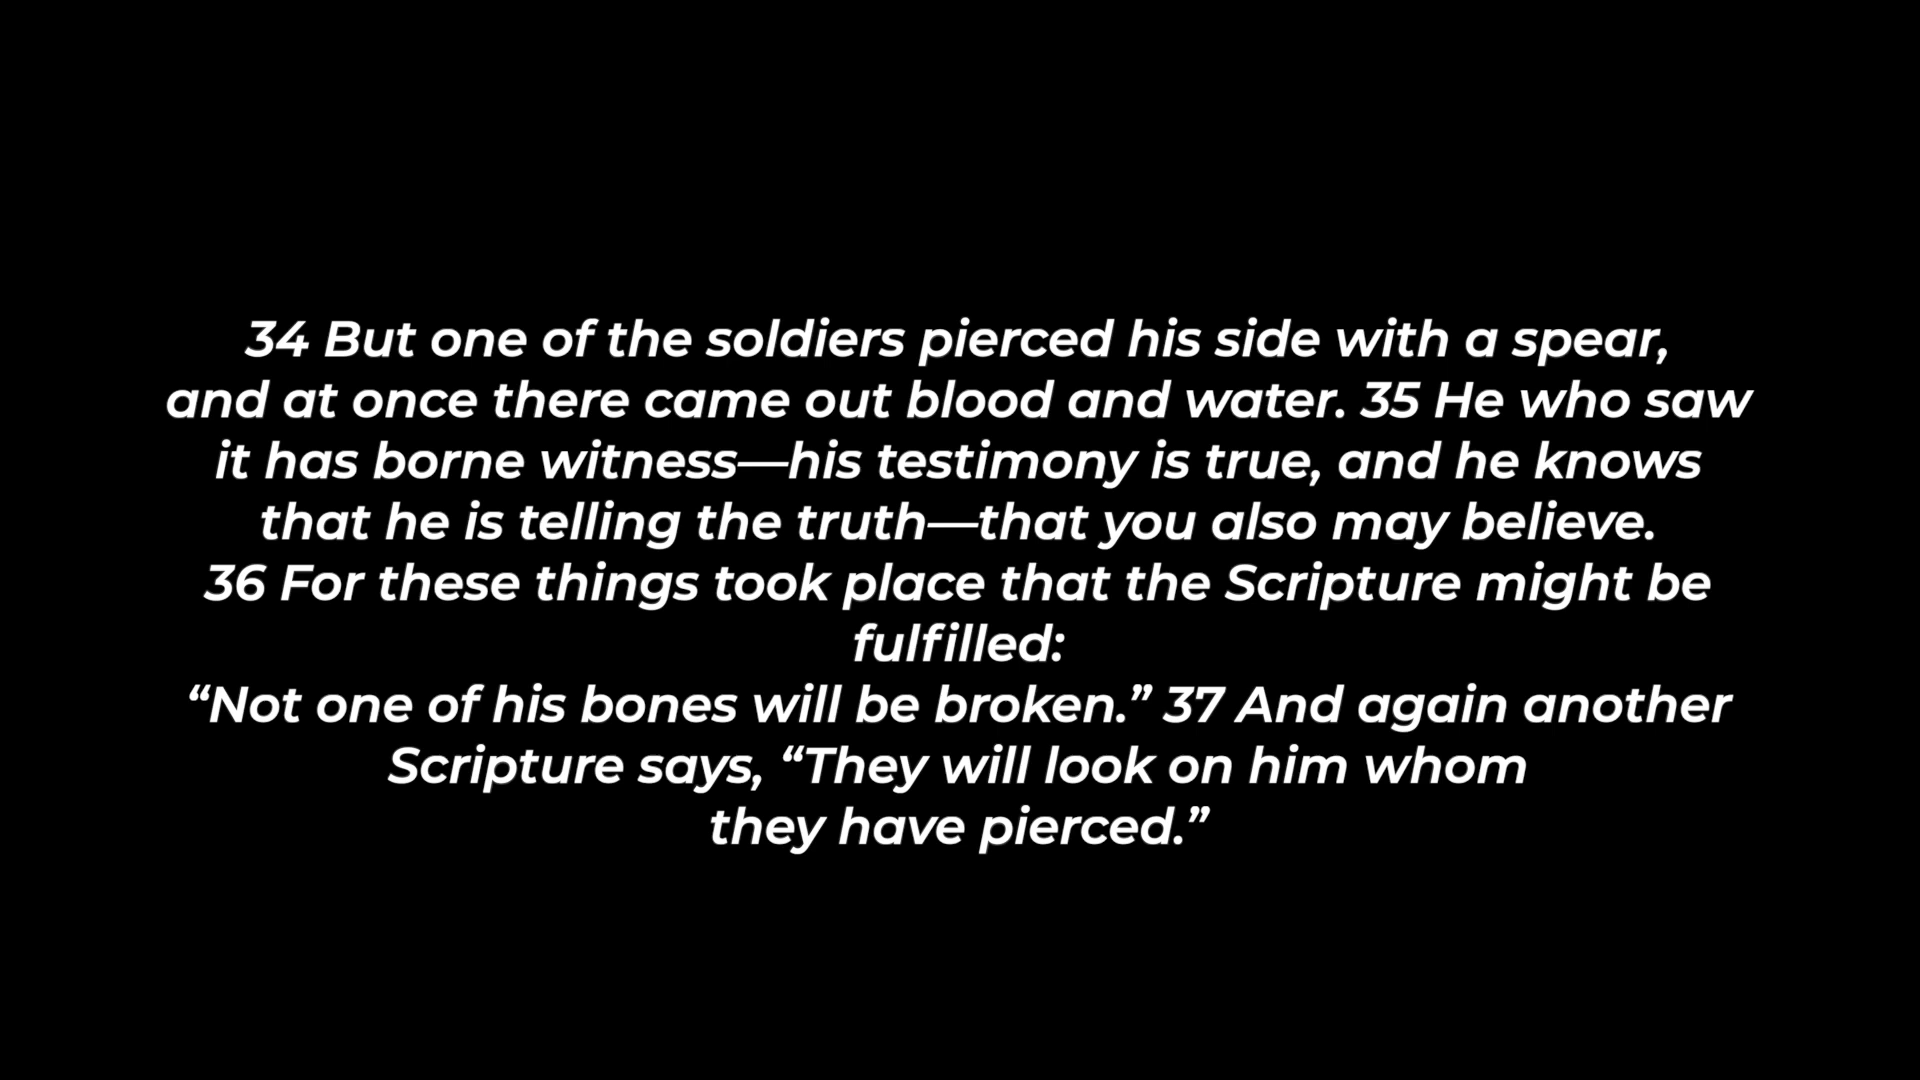 34 But one of the soldiers pierced his side with a spear,
and at once there came out blood and water. 35 He who saw
it has borne witness—his testimony is true, and he knows
that he is telling the truth—that you also may believe.
36 For these things took place that the Scripture might be
fulfilled:
“Not one of his bones will be broken.” 37 And again another
Scripture says, “They will look on him whom
they have pierced.”